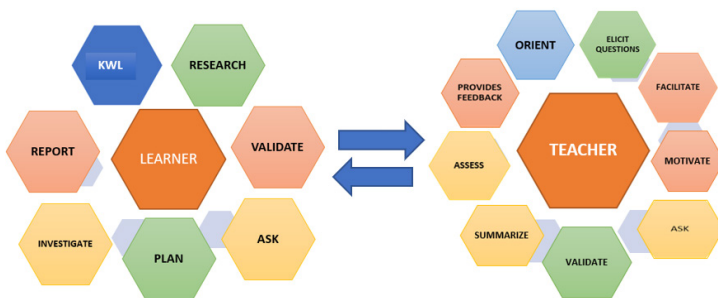 KWL
RESEARCH
REPORT
LEARNER
VALIDATE
INVESTIGATE
PLAN
ASK
ORIENT
ELICIT
QUESTIONS
PROVIDES
FEEDBACK
FACILITATE
TEACHER
ASSESS
MOTIVATE
SUMMARIZE
VALIDATE
ASK